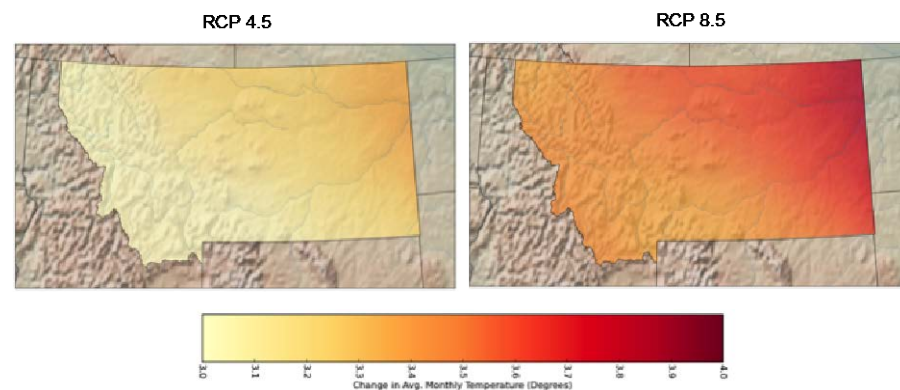 RCP 4.5
RCP 8.5
3.0 3.1 3.2 3.3 3.4 3.5 3.6 3.7 3.8 3.9 4.0
Change in Avg. Monthly Temperature (Degrees)